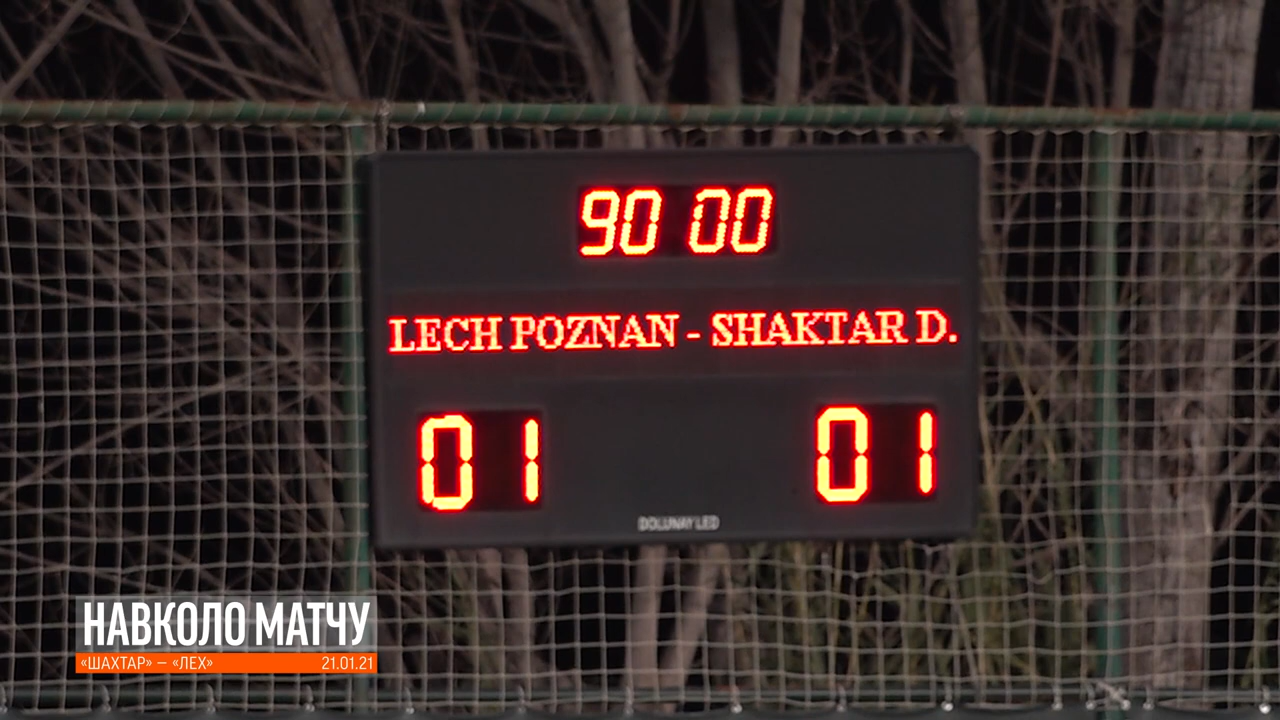 90 00
LECH POZNAN - SHAKTAR D.
01 01
DOLUNAY LED
НАВКОЛО МАТЧУ
«ШАХТАР» – «ЛЕХ» 21.01.21